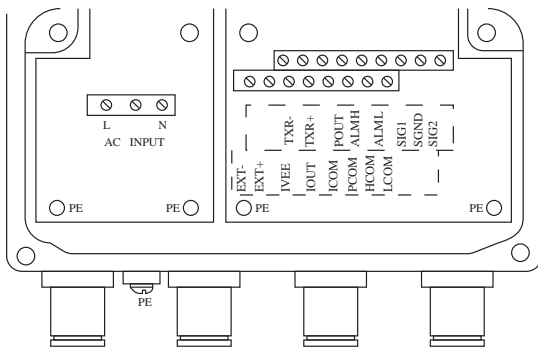 L N
AC INPUT
TXR-
TXR+
POUT
ALMH
ALML
SIG1
SGND
SIG2
EXT-
EXT+
IVEE
IOUT
ICOM
PCOM
HCOM
LCOM
PE PE PE PE
PE